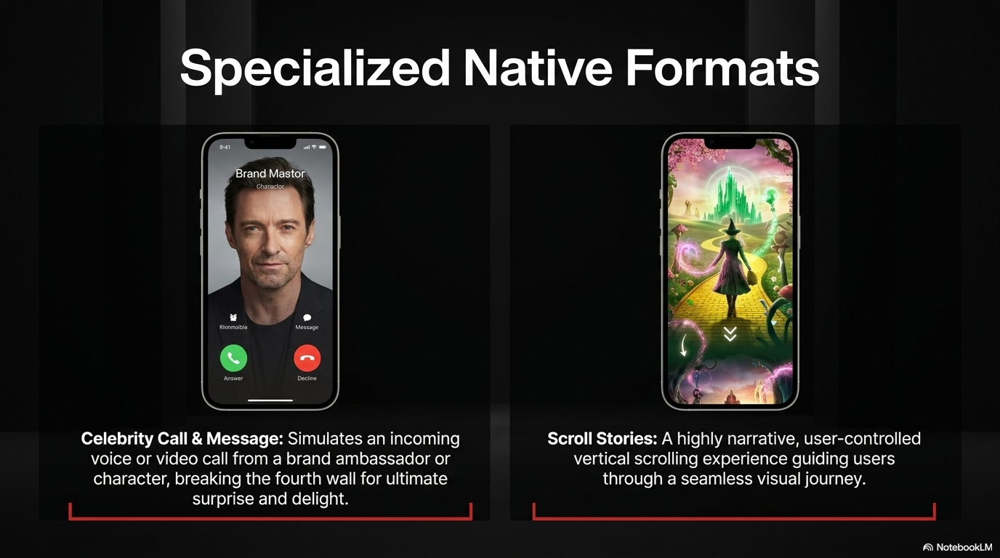 Specialized Native Formats
9:41
Brand Mastor
Message
Answer
Decline
Celebrity Call & Message: Simulates an incoming
voice or video call from a brand ambassador or
character, breaking the fourth wall for ultimate
surprise and delight.
Scroll Stories: A highly narrative, user-controlled
vertical scrolling experience guiding users
through a seamless visual journey.
NotebookLM